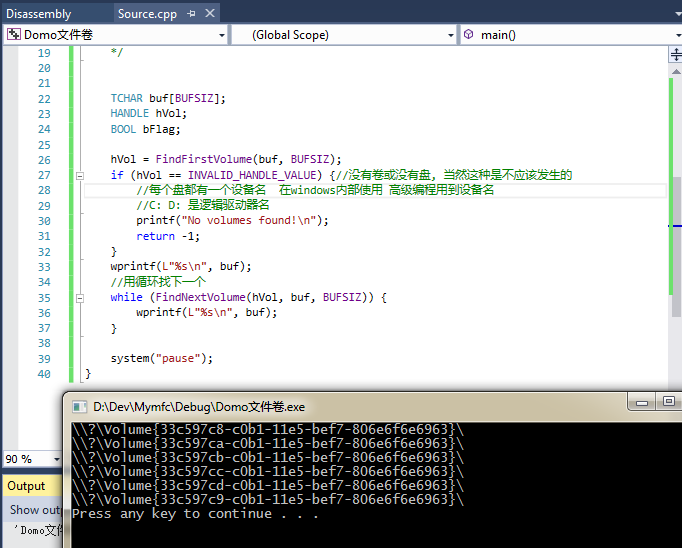 Disassembly Source.cpp
Domo文件卷 (Global Scope) main()
19 */
20
21
22 TCHAR buf[BUFSIZ];
23 HANDLE hVol;
24 BOOL bFlag;
25
26 hVol = FindFirstVolume(buf, BUFSIZ);
27 if (hVol == INVALID_HANDLE_VALUE) {//没有卷或没有盘, 当然这种是不应该发生的
28 //每个盘都有一个设备名  在windows内部使用 高级编程用到设备名
29 //C: D: 是逻辑驱动器名
30 printf("No volumes found!\n");
31 return -1;
32 }
33 wprintf(L"%s\n", buf);
34 //用循环找下一个
35 while (FindNextVolume(hVol, buf, BUFSIZ)) {
36 wprintf(L"%s\n", buf);
37 }
38
39 system("pause");
40 }
D:\Dev\Mymfc\Debug\Domo文件卷.exe
\\?\Volume{33c597c8-c0b1-11e5-bef7-806e6f6e6963}\
\\?\Volume{33c597ca-c0b1-11e5-bef7-806e6f6e6963}\
\\?\Volume{33c597cb-c0b1-11e5-bef7-806e6f6e6963}\
\\?\Volume{33c597cc-c0b1-11e5-bef7-806e6f6e6963}\
\\?\Volume{33c597cd-c0b1-11e5-bef7-806e6f6e6963}\
\\?\Volume{33c597c9-c0b1-11e5-bef7-806e6f6e6963}\
Press any key to continue . . .
90 %
Output
Show outp
'Domo文件